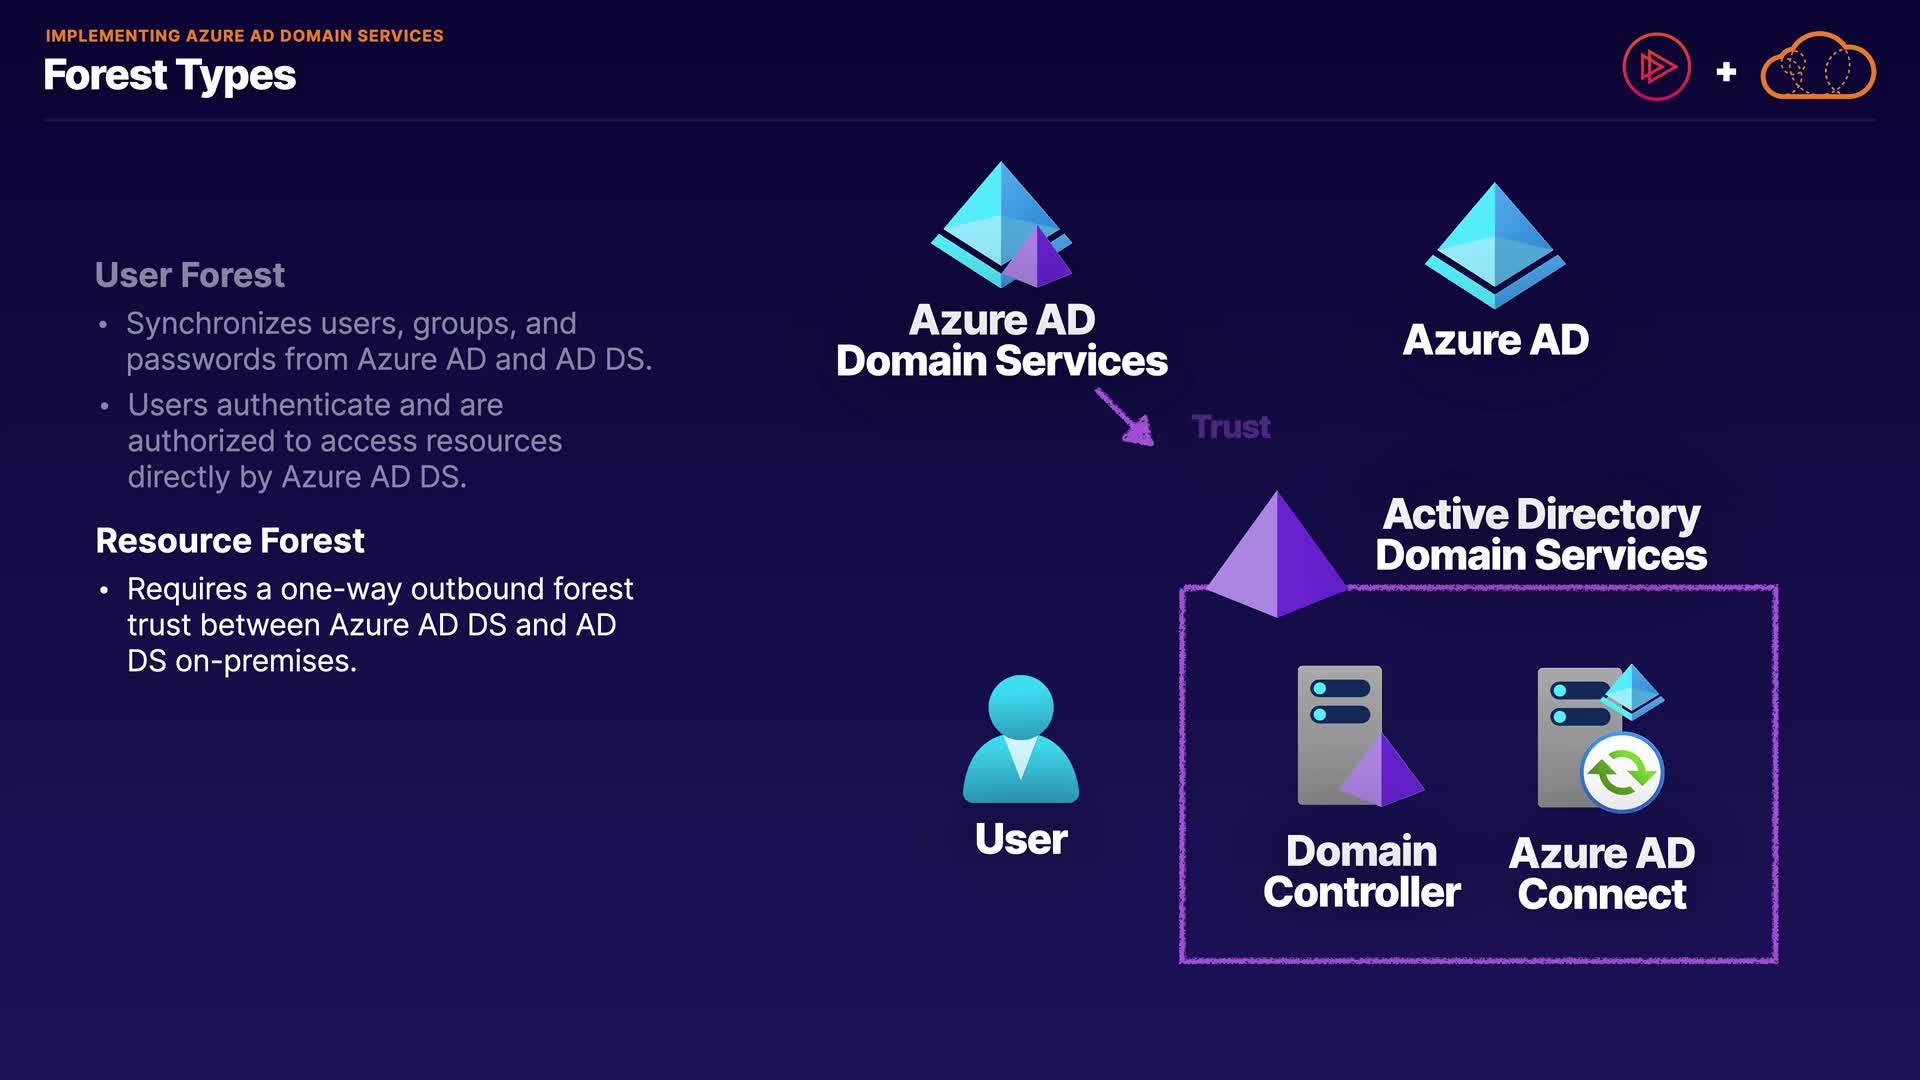 IMPLEMENTING AZURE AD DOMAIN SERVICES
Forest Types
User Forest
• Synchronizes users, groups, and
passwords from Azure AD and AD DS.
• Users authenticate and are
authorized to access resources
directly by Azure AD DS.
Resource Forest
• Requires a one-way outbound forest
trust between Azure AD DS and AD
DS on-premises.
Azure AD
Domain Services
Azure AD
Trust
Active Directory
Domain Services
User
Domain
Controller
Azure AD
Connect